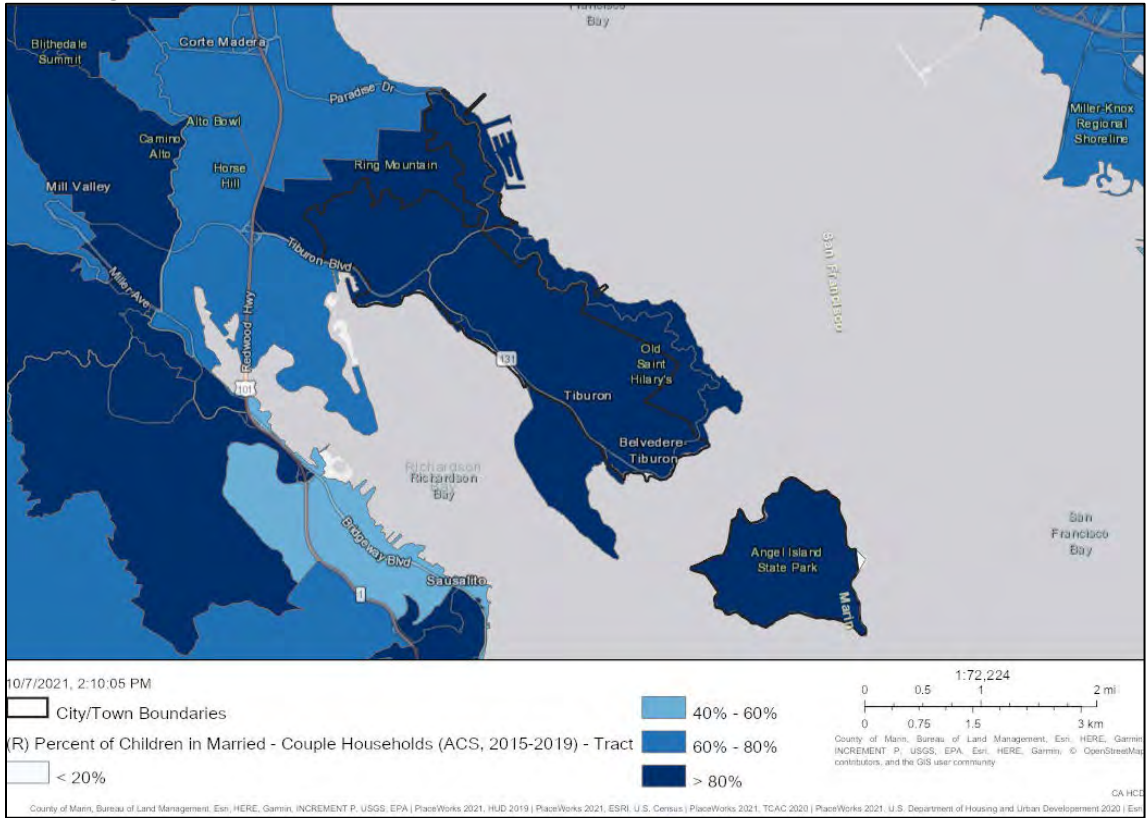 Francisco
Bay
Blithedale
Summit
Corte Madera
Paradise Dr
Miller-Knox
Regional
Shoreline
Alto Bowl
Camino
Alto
Ring Mountain
Horse
Hill
Mill Valley
Tiburon Blvd
San Francisco
Miller Ave
Redwood Hwy
Old
Saint
Hilary's
131
Tiburon
101
Belvedere
Tiburon
Richardson
Bay
Richardson
Bay
San
Francisco
Bay
Bridgeway Blvd
Angel Island
State Park
Sausalito
1
Marin
10/7/2021, 2:10:05 PM
City/Town Boundaries
(R) Percent of Children in Married - Couple Households (ACS, 2015-2019) - Tract
< 20%
40% - 60%
60% - 80%
> 80%
1:72,224
0 0.5 1 2 mi
0 0.75 1.5 3 km
County of Marin, Bureau of Land Management, Esri, HERE, Garmin,
INCREMENT P, USGS, EPA, Esri, HERE, Garmin, © OpenStreetMap
contributors, and the GIS user community
CA HCD
County of Marin, Bureau of Land Management, Esri, HERE, Garmin, INCREMENT P, USGS, EPA | PlaceWorks 2021, HUD 2019 | PlaceWorks 2021, ESRI, U.S. Census | PlaceWorks 2021, TCAC 2020 | PlaceWorks 2021, U.S. Department of Housing and Urban Developement 2020 | Esri